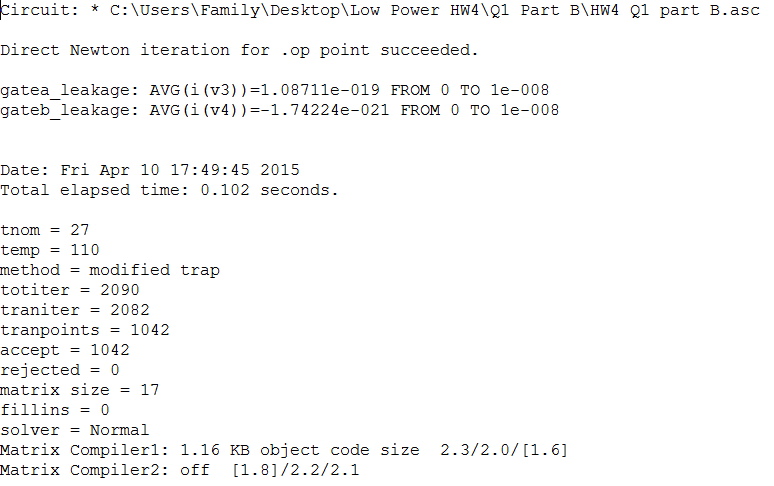 Circuit: * C:\Users\Family\Desktop\Low Power HW4\Q1 Part B\HW4 Q1 part B.asc
Direct Newton iteration for .op point succeeded.
gatea_leakage: AVG(i(v3))=1.08711e-019 FROM 0 TO 1e-008
gateb_leakage: AVG(i(v4))=-1.74224e-021 FROM 0 TO 1e-008
Date: Fri Apr 10 17:49:45 2015
Total elapsed time: 0.102 seconds.
tnom = 27
temp = 110
method = modified trap
totiter = 2090
traniter = 2082
tranpoints = 1042
accept = 1042
rejected = 0
matrix size = 17
fillins = 0
solver = Normal
Matrix Compiler1: 1.16 KB object code size  2.3/2.0/[1.6]
Matrix Compiler2: off  [1.8]/2.2/2.1